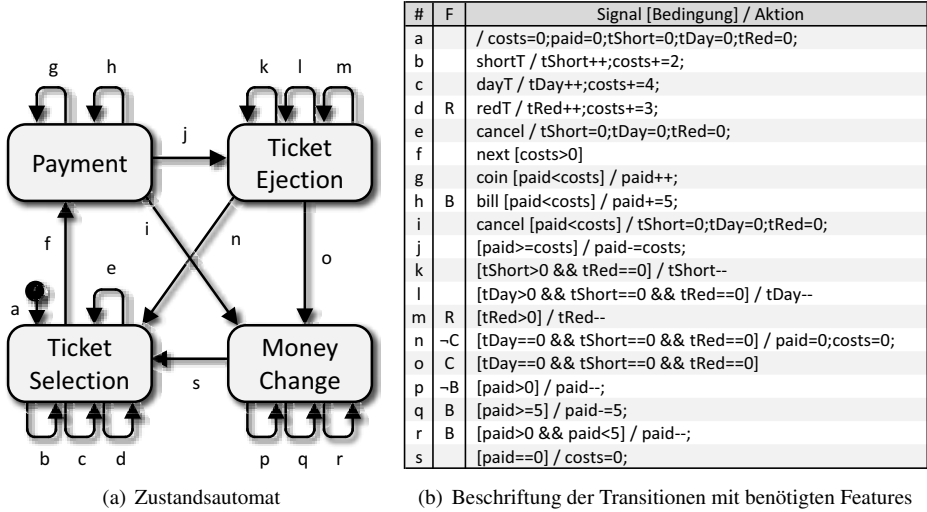 g
h
k
l
m
Payment
j
Ticket
Ejection
f
i
n
o
e
a
Ticket
Selection
s
Money
Change
b
c
d
p
q
r
(a) Zustandsautomat
# F Signal [Bedingung] / Aktion
a / costs=0;paid=0;tShort=0;tDay=0;tRed=0;
b shortT / tShort++;costs+=2;
c dayT / tDay++;costs+=4;
d R redT / tRed++;costs+=3;
e cancel / tShort=0;tDay=0;tRed=0;
f next [costs>0]
g coin [paid<costs] / paid++;
h B bill [paid<costs] / paid+=5;
i cancel [paid<costs] / tShort=0;tDay=0;tRed=0;
j [paid>=costs] / paid-=costs;
k [tShort>0 && tRed==0] / tShort--
l [tDay>0 && tShort==0 && tRed==0] / tDay--
m R [tRed>0] / tRed--
n ¬C [tDay==0 && tShort==0 && tRed==0] / paid=0;costs=0;
o C [tDay==0 && tShort==0 && tRed==0]
p ¬B [paid>0] / paid--;
q B [paid>=5] / paid-=5;
r B [paid>0 && paid<5] / paid--;
s [paid==0] / costs=0;
(b) Beschriftung der Transitionen mit benötigten Features